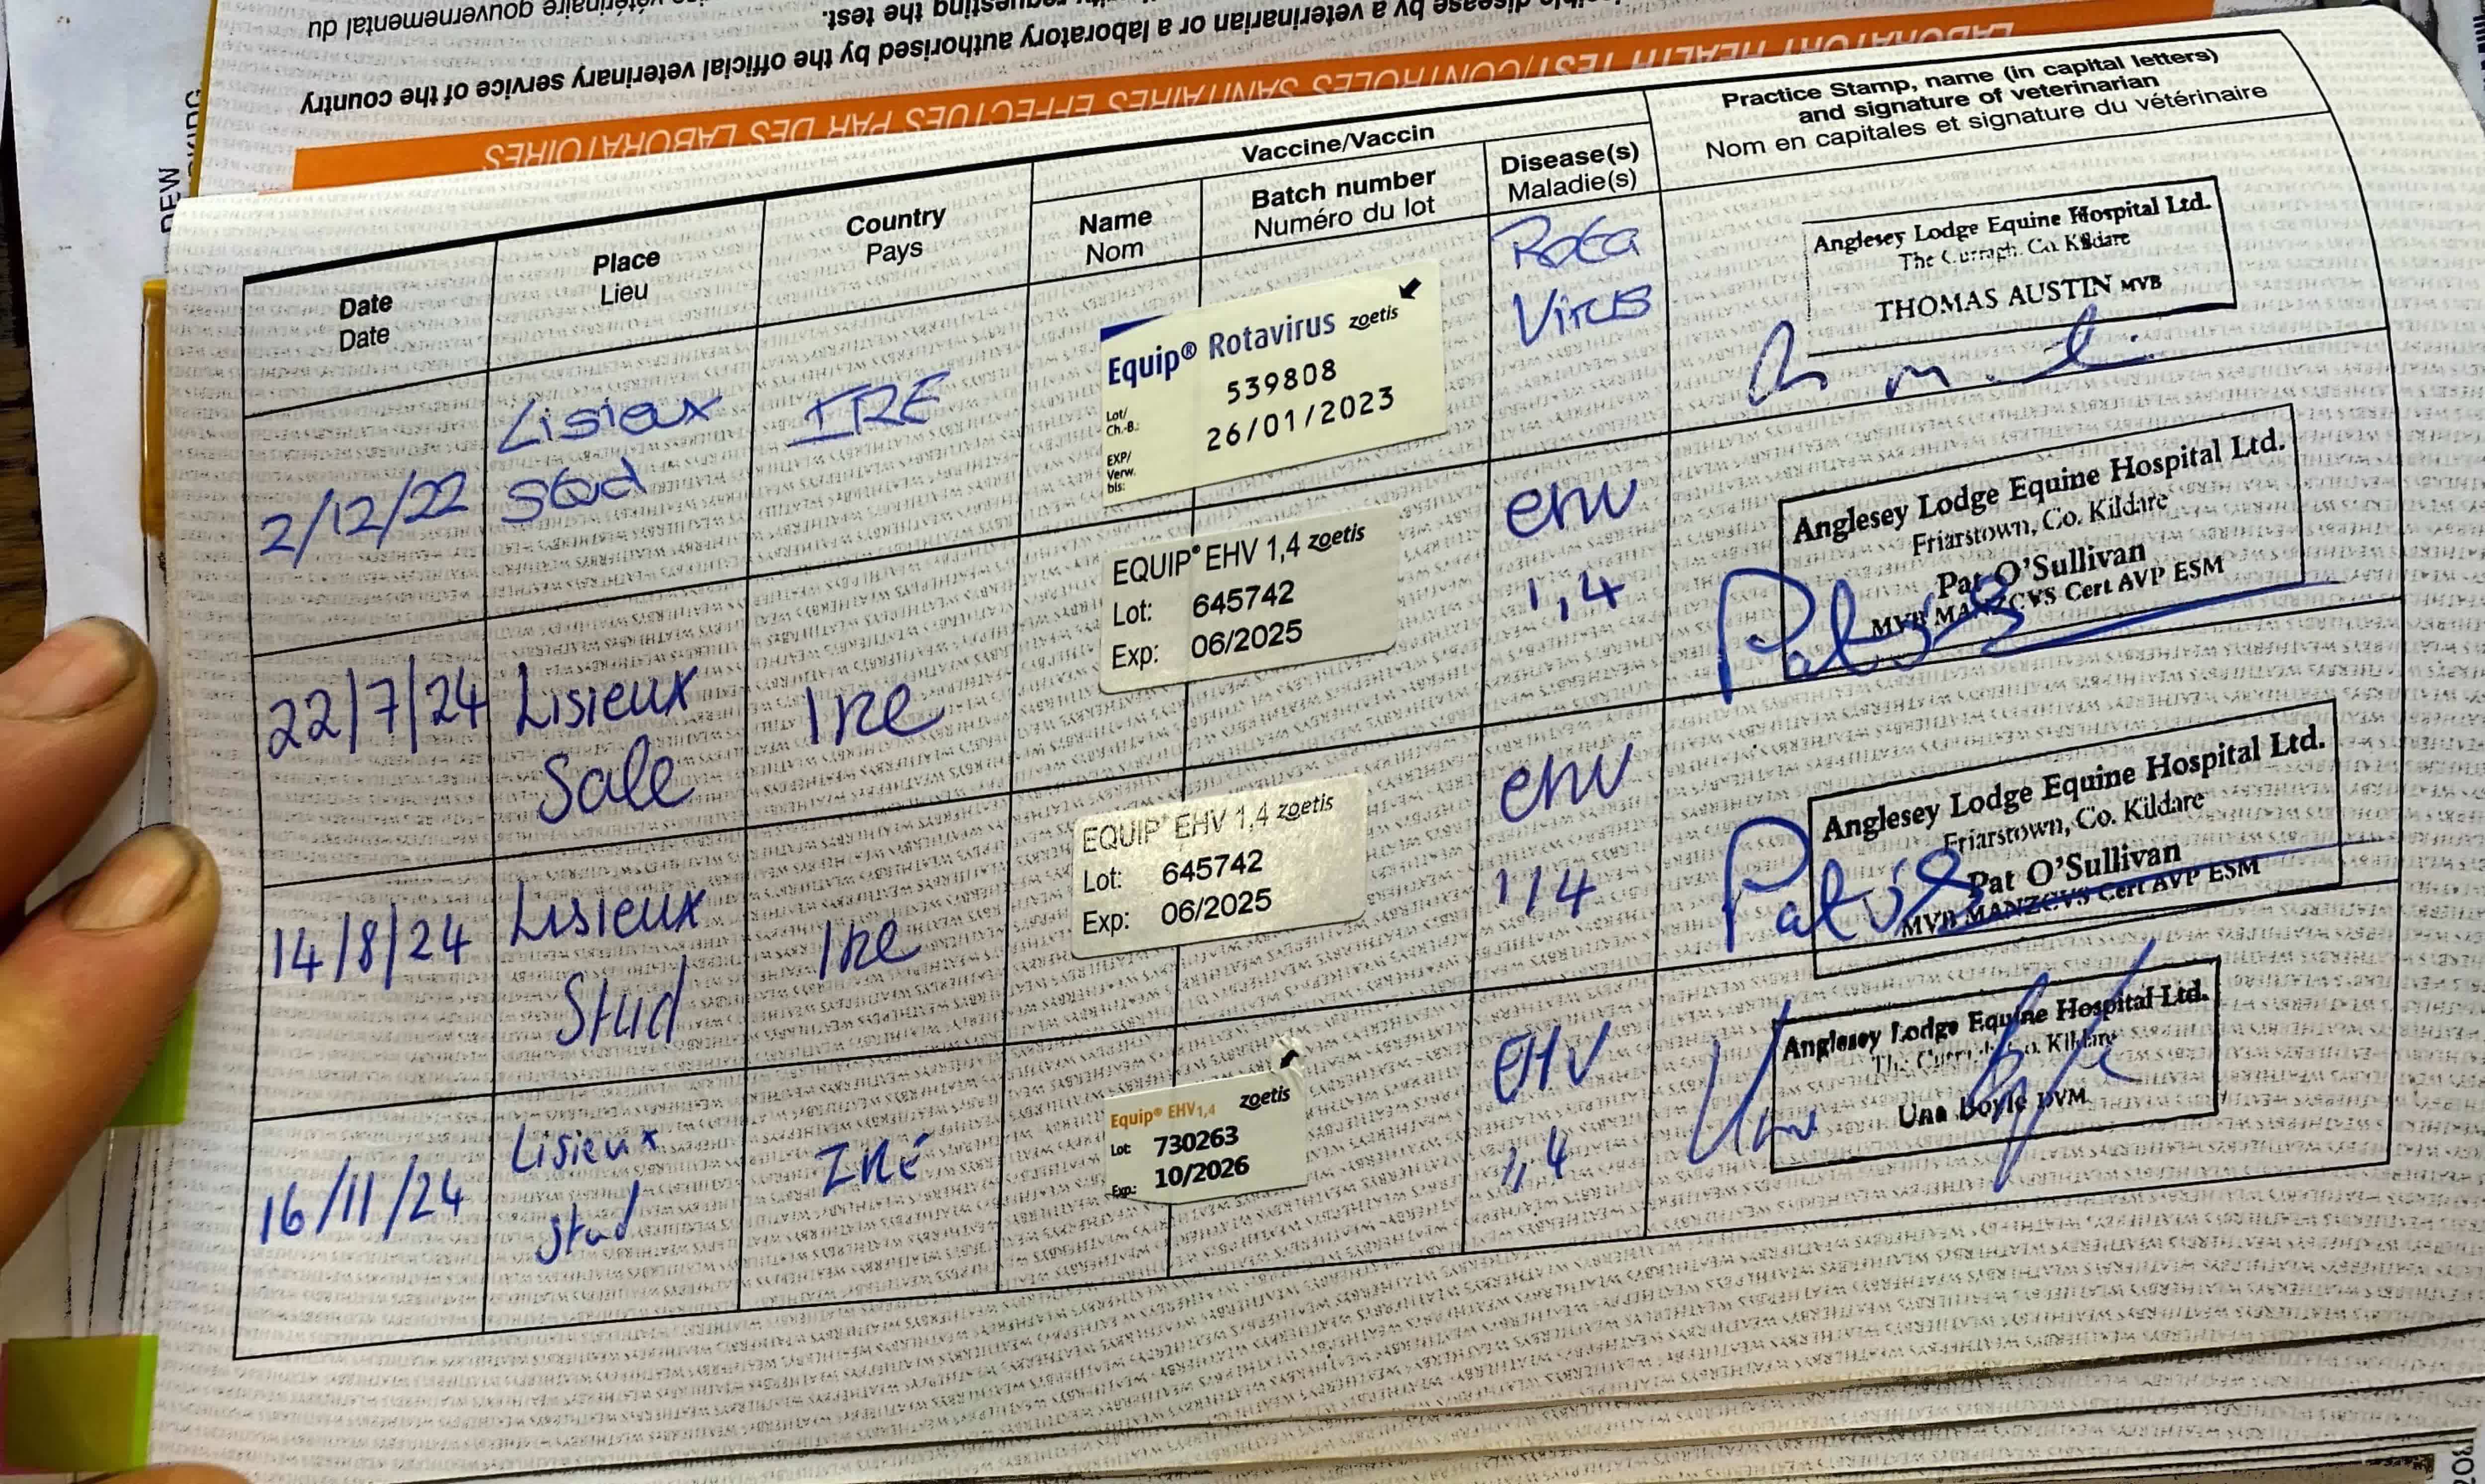 vétérinaire gouvernemental du
disease by a veterinarian or a laboratory authorised by the official veterinary service of the country
requesting the test.
LABORATORY HEALTH TEST/CONTROLES SANITAIRES EFFECTUES PAR DES LABORATOIRES
Date
Date
Place
Lieu
Country
Pays
Vaccine/Vaccin
Name
Nom
Batch number
Numéro du lot
Disease(s)
Maladie(s)
Practice Stamp, name (in capital letters)
and signature of veterinarian
Nom en capitales et signature du vétérinaire
2/12/22
Lisieux
Stud
IRE
Equip® Rotavirus zoetis
Lot/
Ch.-B.:
539808
EXP/
Verw.
bis:
26/01/2023
Rota
Virus
Anglesey Lodge Equine Hospital Ltd.
The Curragh. Co. Kildare
THOMAS AUSTIN MVB
22/7/24
Lisieux
Sale
Ire
EQUIP® EHV 1,4 zoetis
Lot: 645742
Exp: 06/2025
ehv
1,4
Anglesey Lodge Equine Hospital Ltd.
Friarstown, Co. Kildare
Pat O'Sullivan
MVB MANZCVS Cert AVP ESM
14/8/24
Lisieux
Stud
Ire
EQUIP® EHV 1,4 zoetis
Lot: 645742
Exp: 06/2025
ehv
1/4
Anglesey Lodge Equine Hospital Ltd.
Friarstown, Co. Kildare
Pat O'Sullivan
MVB MANZCVS Cert AVP ESM
16/11/24
Lisieux
Stud
IRé
Equip® EHV1,4 zoetis
Lot: 730263
Exp.: 10/2026
EHV
1,4
Anglesey Lodge Equine Hospital Ltd.
The Curragh. Co. Kildare
Una Boyle DVM